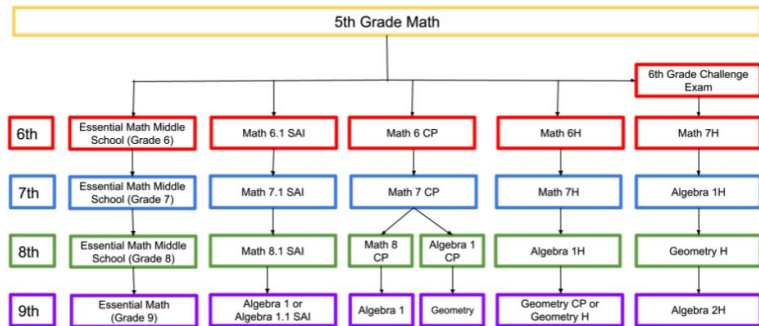 5th Grade Math
6th Grade Challenge
Exam
6th
Essential Math Middle
School (Grade 6)
Math 6.1 SAI
Math 6 CP
Math 6H
Math 7H
7th
Essential Math Middle
School (Grade 7)
Math 7.1 SAI
Math 7 CP
Math 7H
Algebra 1H
8th
Essential Math Middle
School (Grade 8)
Math 8.1 SAI
Math 8
CP
Algebra 1
CP
Algebra 1H
Geometry H
9th
Essential Math
(Grade 9)
Algebra 1 or
Algebra 1.1 SAI
Algebra 1
Geometry
Geometry CP or
Geometry H
Algebra 2H